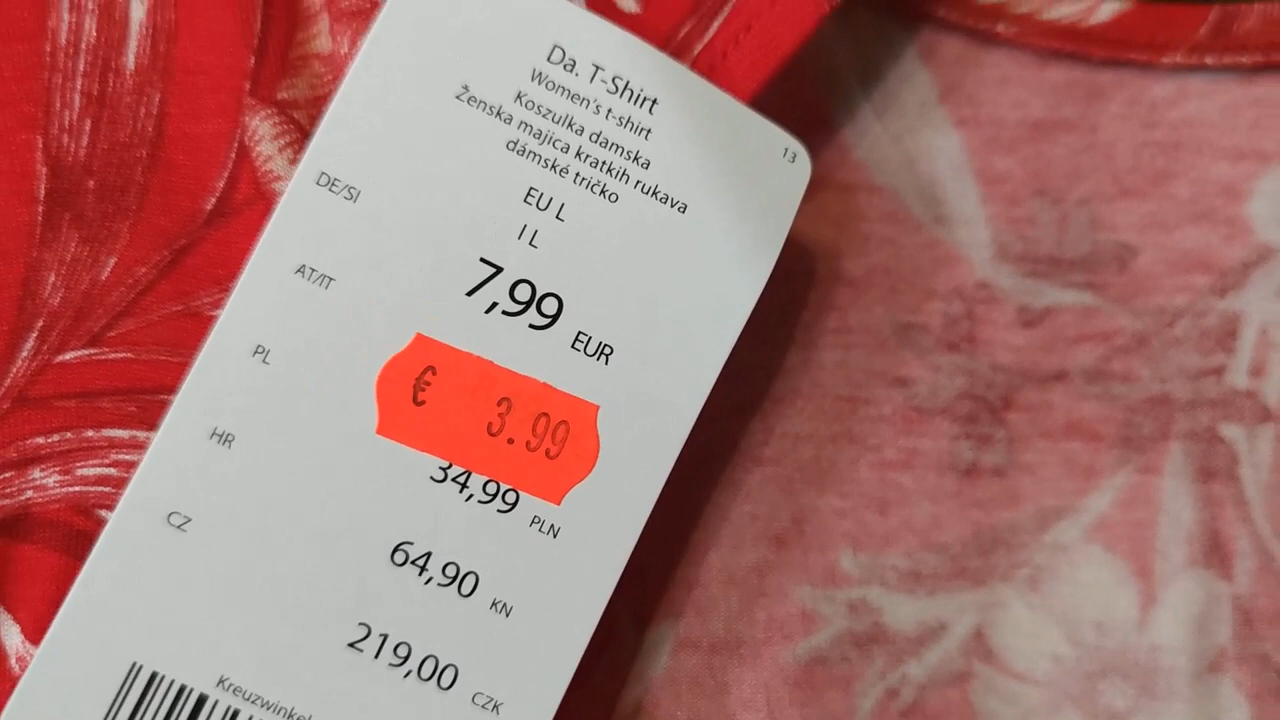 Da. T-Shirt
Women's t-shirt
Koszulka damska
Ženska majica kratkih rukava
dámské tričko
13
EU L
I L
DE/SI
7,99 EUR
AT/IT
€ 3.99
PL
34,99 PLN
HR
64,90 KN
CZ
219,00 CZK